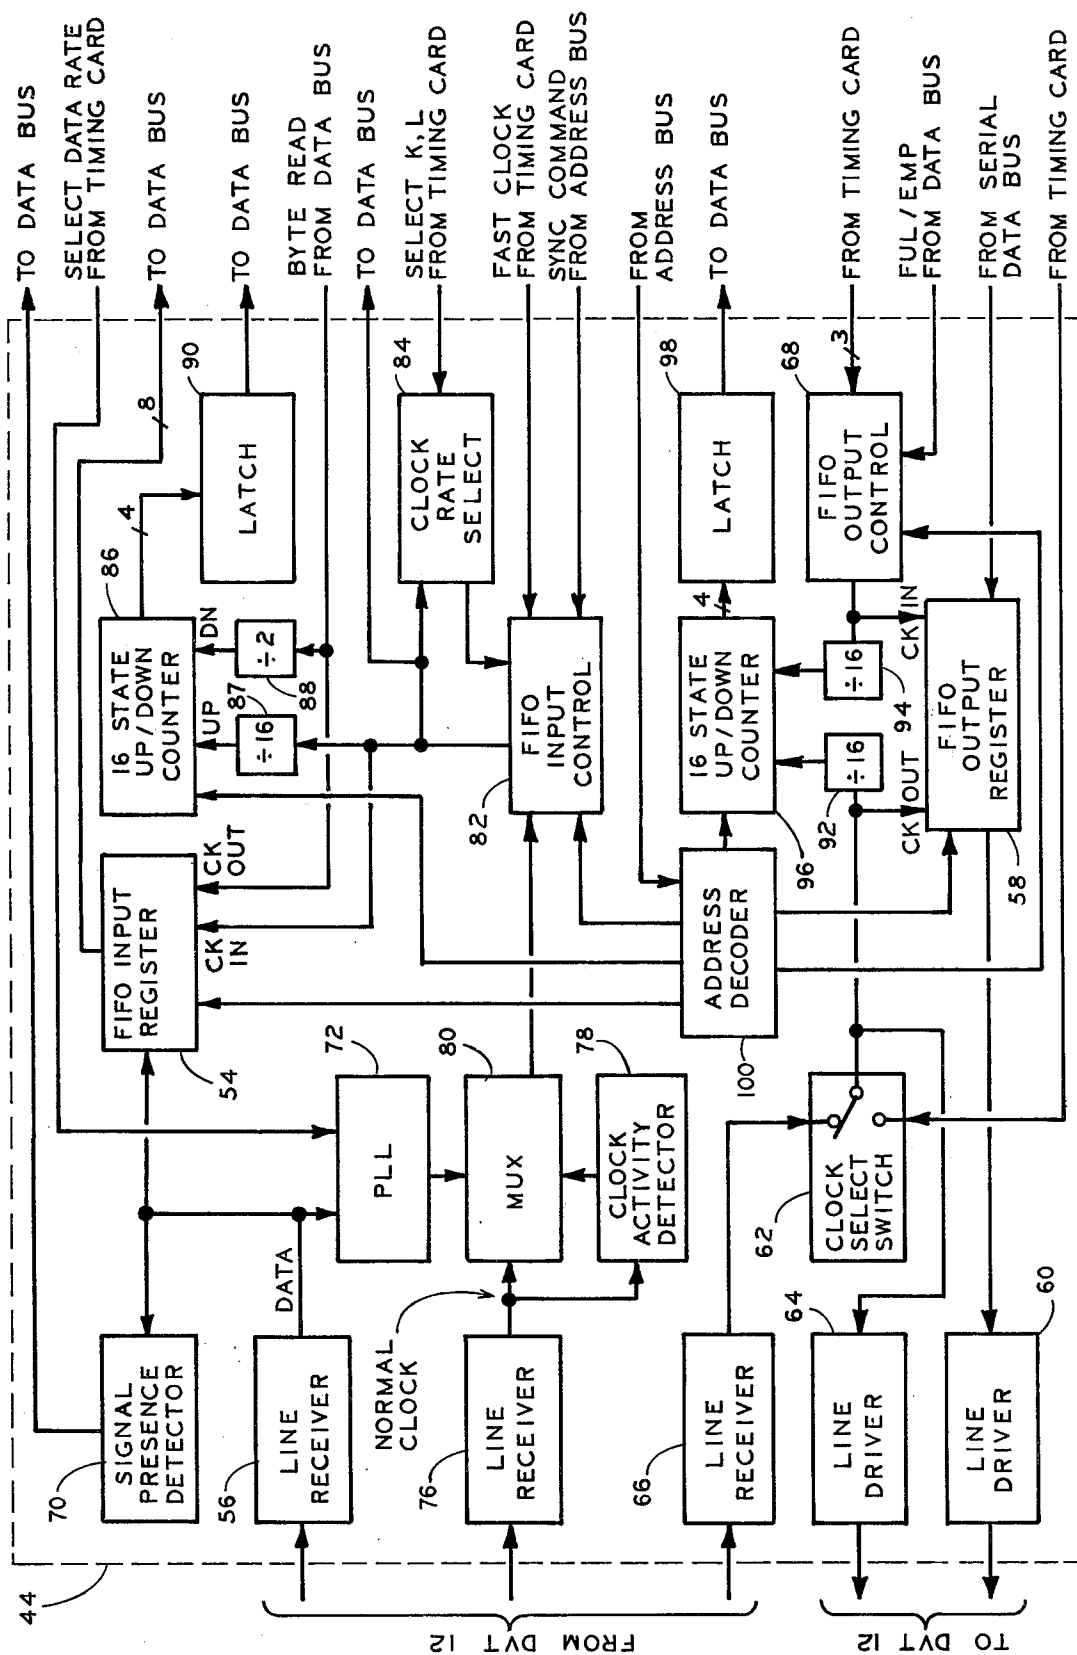 TO DATA BUS
SELECT DATA RATE
FROM TIMING CARD
TO DATA BUS
TO DATA BUS
BYTE READ
FROM DATA BUS
TO DATA BUS
SELECT K,L
FROM TIMING CARD
FAST CLOCK
FROM TIMING CARD
SYNC COMMAND
FROM ADDRESS BUS
FROM
ADDRESS BUS
TO DATA BUS
FROM TIMING CARD
FUL/EMP
FROM DATA BUS
FROM SERIAL
DATA BUS
FROM TIMING CARD
44
70
SIGNAL
PRESENCE
DETECTOR
54
FIFO INPUT
REGISTER
CK
IN
CK
OUT
86
16 STATE
UP/DOWN
COUNTER
UP
DN
87
÷16
88
÷2
4
8
90
LATCH
56
LINE
RECEIVER
DATA
72
PLL
NORMAL
CLOCK
76
LINE
RECEIVER
80
MUX
78
CLOCK
ACTIVITY
DETECTOR
82
FIFO
INPUT
CONTROL
84
CLOCK
RATE
SELECT
66
LINE
RECEIVER
100
ADDRESS
DECODER
96
16 STATE
UP/DOWN
COUNTER
4
98
LATCH
92
÷16
94
÷16
62
CLOCK
SELECT
SWITCH
64
LINE
DRIVER
68
FIFO
OUTPUT
CONTROL
3
CK OUT
CK IN
58
FIFO
OUTPUT
REGISTER
60
LINE
DRIVER
FROM DVT 12
TO DVT 12